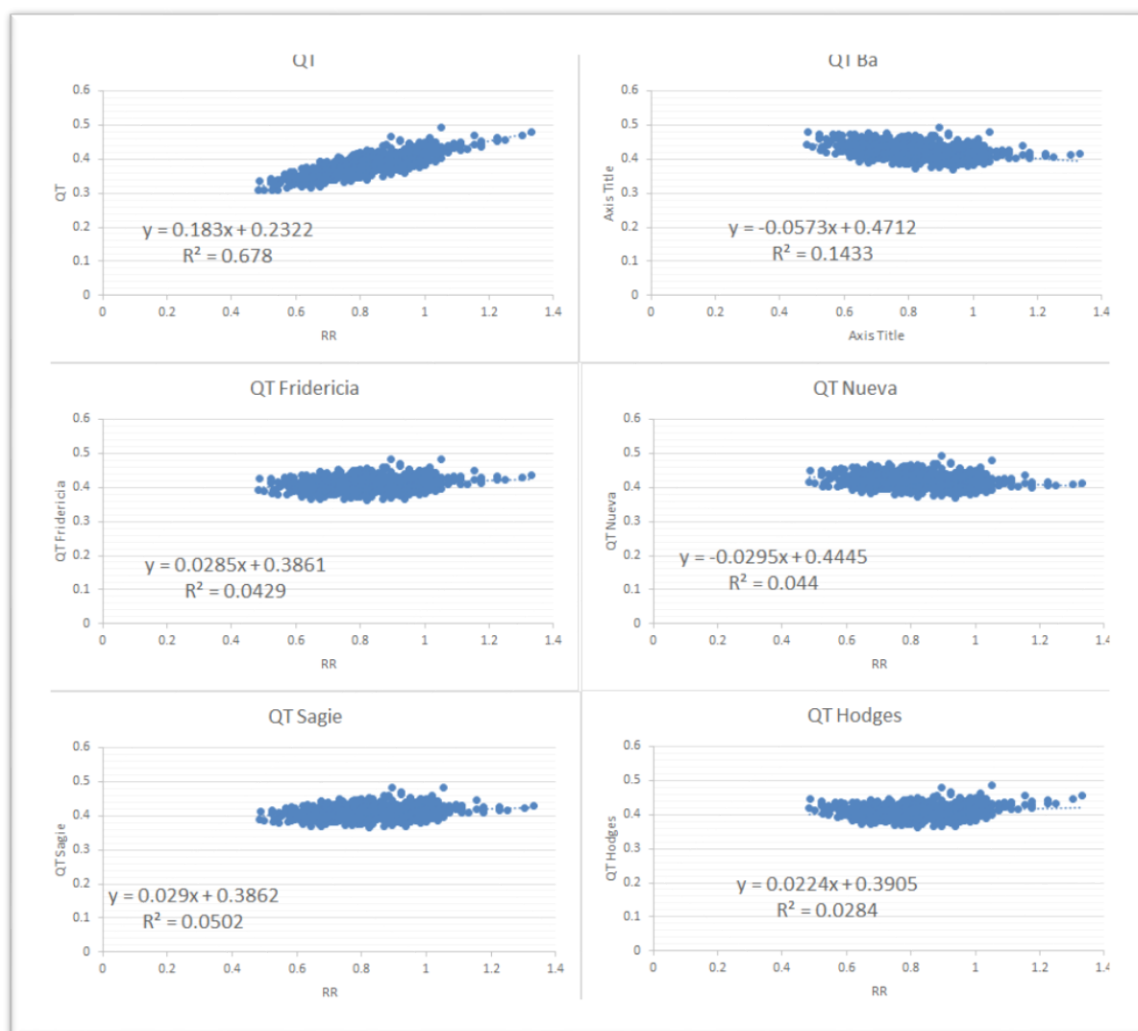 QT
0.6
0.5
0.4
0.3
0.2
0.1
0
QT
y = 0.183x + 0.2322
R² = 0.678
0 0.2 0.4 0.6 0.8 1 1.2 1.4
RR
QT Ba
0.6
0.5
0.4
0.3
0.2
0.1
0
Axis Title
y = -0.0573x + 0.4712
R² = 0.1433
0 0.2 0.4 0.6 0.8 1 1.2 1.4
Axis Title
QT Fridericia
0.6
0.5
0.4
0.3
0.2
0.1
0
QT Fridericia
y = 0.0285x + 0.3861
R² = 0.0429
0 0.2 0.4 0.6 0.8 1 1.2 1.4
RR
QT Nueva
0.6
0.5
0.4
0.3
0.2
0.1
0
QT Nueva
y = -0.0295x + 0.4445
R² = 0.044
0 0.2 0.4 0.6 0.8 1 1.2 1.4
RR
QT Sagie
0.6
0.5
0.4
0.3
0.2
0.1
0
QT Sagie
y = 0.029x + 0.3862
R² = 0.0502
0 0.2 0.4 0.6 0.8 1 1.2 1.4
RR
QT Hodges
0.6
0.5
0.4
0.3
0.2
0.1
0
QT Hodges
y = 0.0224x + 0.3905
R² = 0.0284
0 0.2 0.4 0.6 0.8 1 1.2 1.4
RR